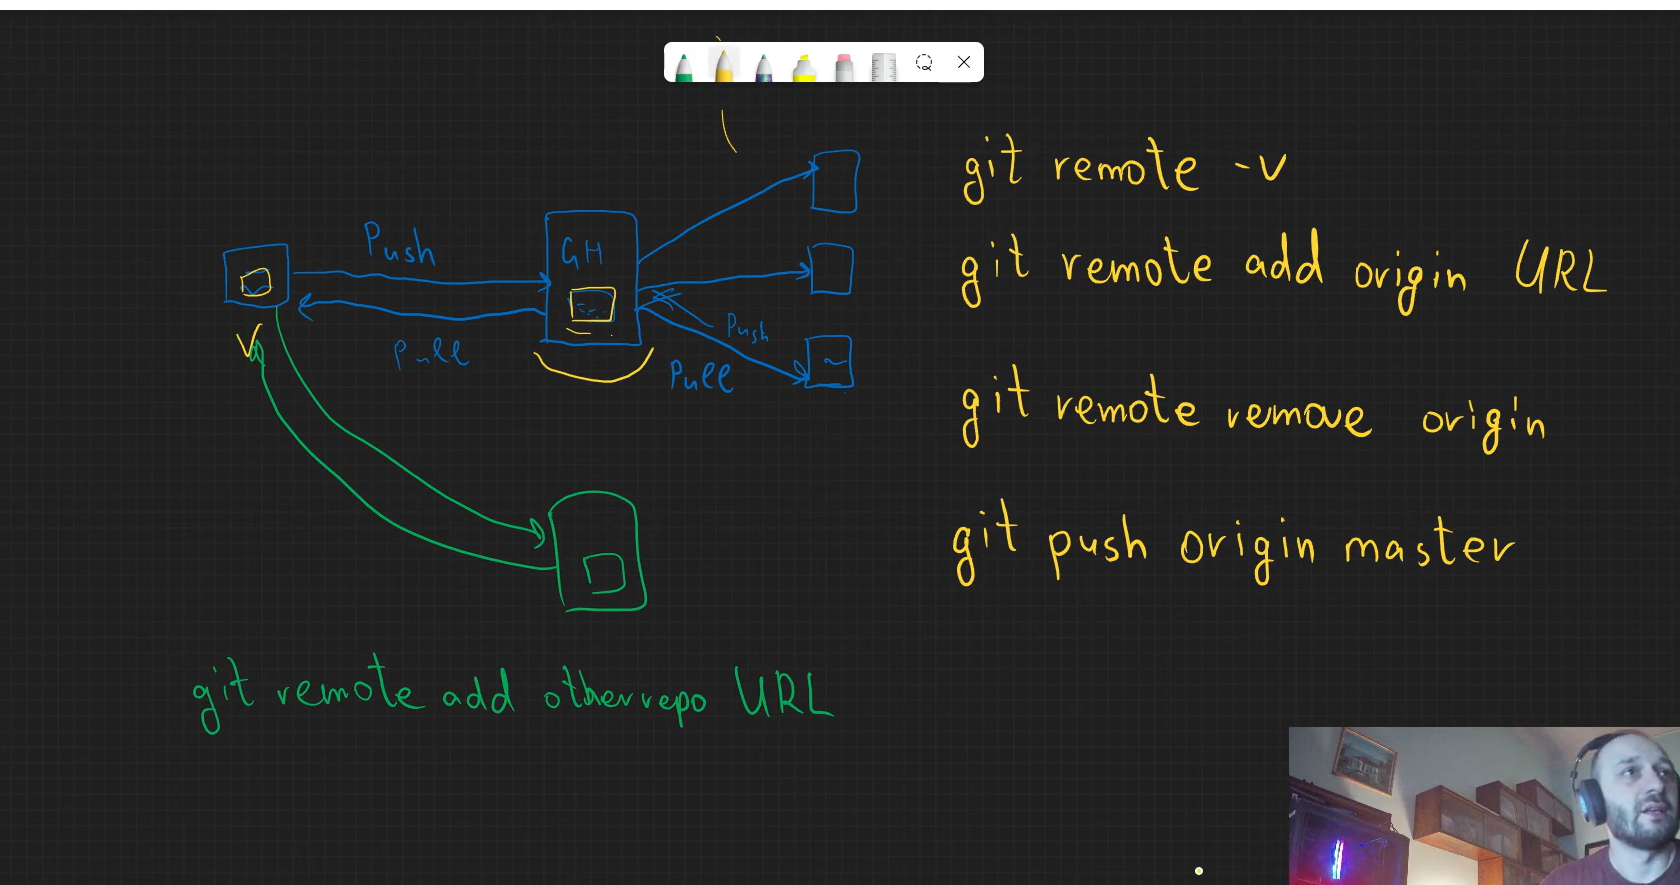 git remote -v
GH
Push
git remote add origin URL
Push
Pull
Pull
git remote remove origin
git push origin master
git remote add otherrepo URL